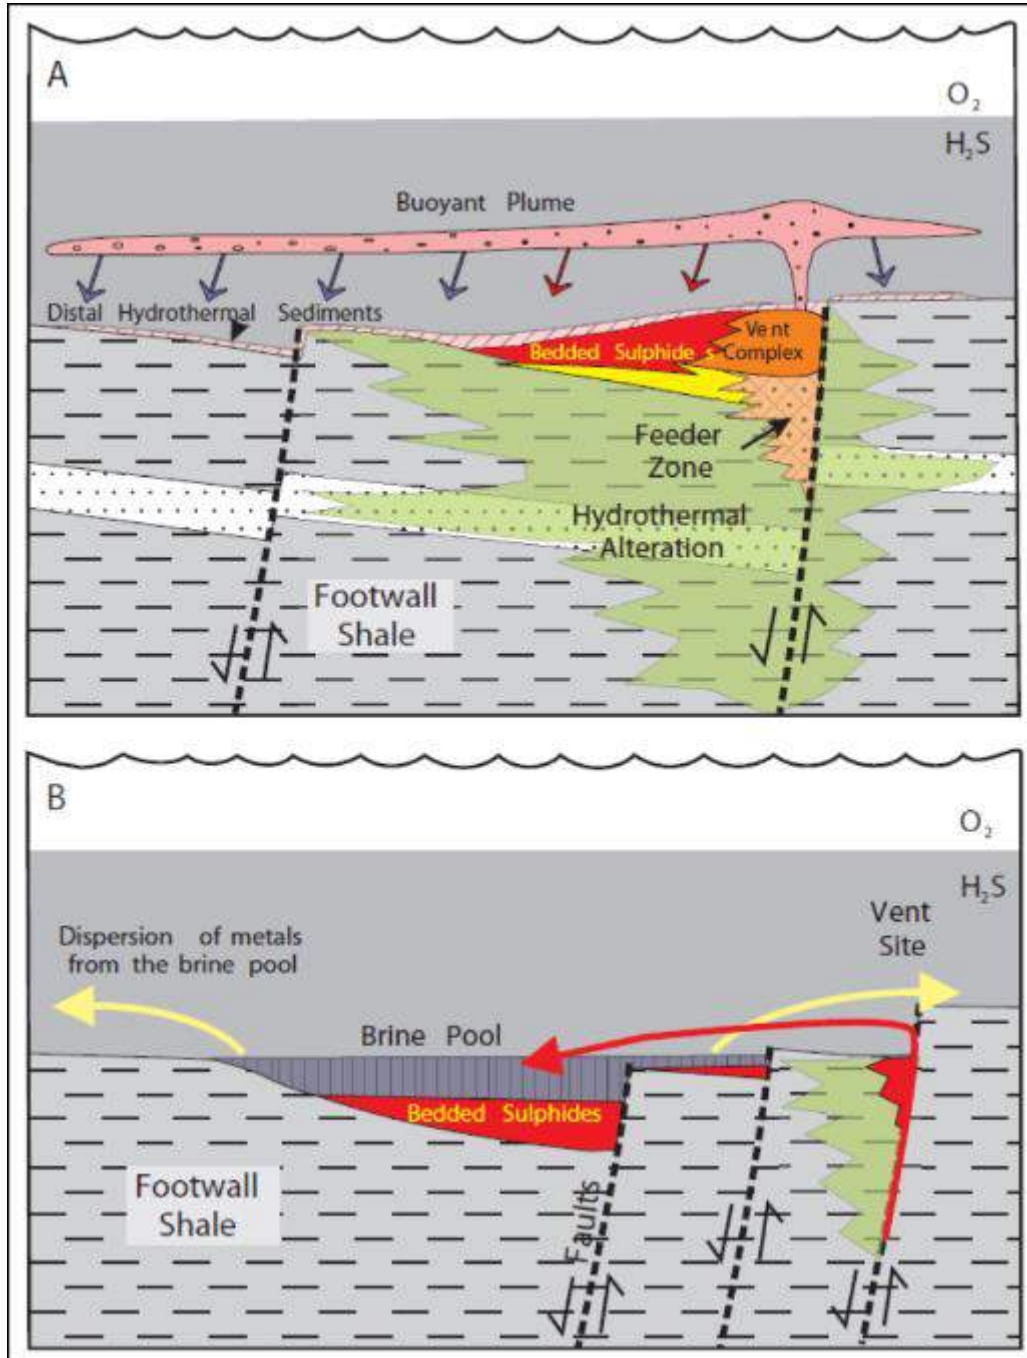 A
O₂
H₂S
Buoyant Plume
Distal Hydrothermal Sediments
Bedded Sulphides
Vent
Complex
Feeder
Zone
Hydrothermal
Alteration
Footwall
Shale
B
O₂
H₂S
Vent
Site
Dispersion of metals
from the brine pool
Brine Pool
Bedded Sulphides
Footwall
Shale
Faults